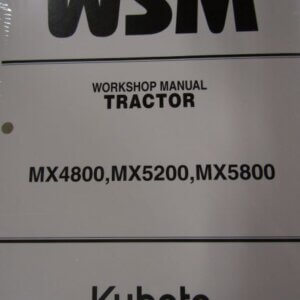 WSM
WORKSHOP MANUAL
TRACTOR
MX4800,MX5200,MX5800
Kubota